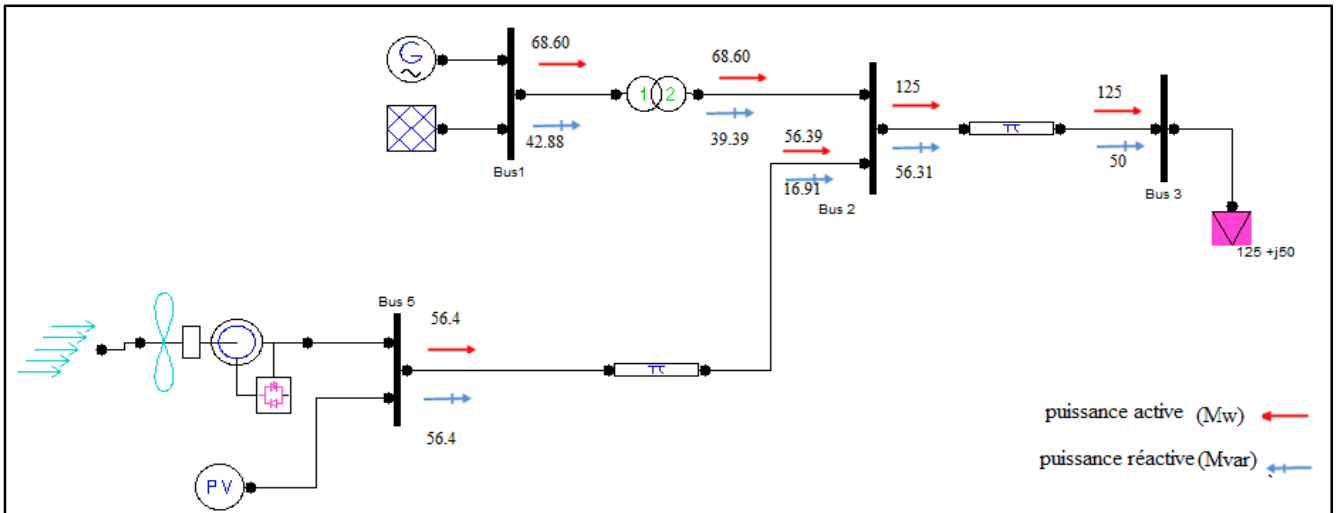 68.60
68.60
G
1 2
125
125
42.88
39.39
56.39
π
Bus1
56.31
50
16.91
Bus 3
Bus 2
125 +j50
Bus 5
56.4
π
56.4
puissance active (Mw)
puissance réactive (Mvar)
PV